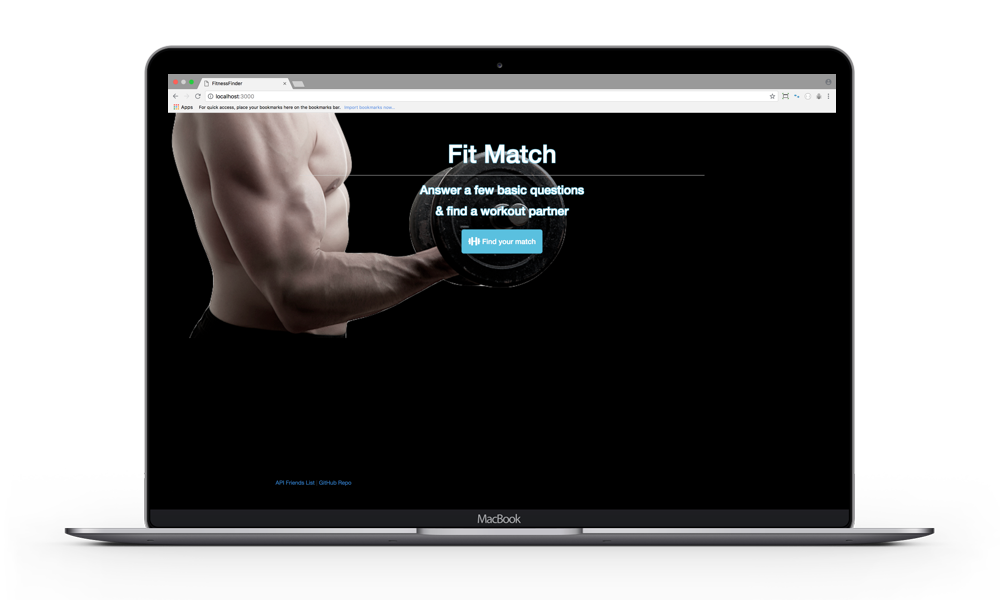 FitnessFinder
localhost:3000
Apps For quick access, place your bookmarks here on the bookmarks bar. Import bookmarks now...
Fit Match
Answer a few basic questions
& find a workout partner
Find your match
API Friends List | GitHub Repo
MacBook